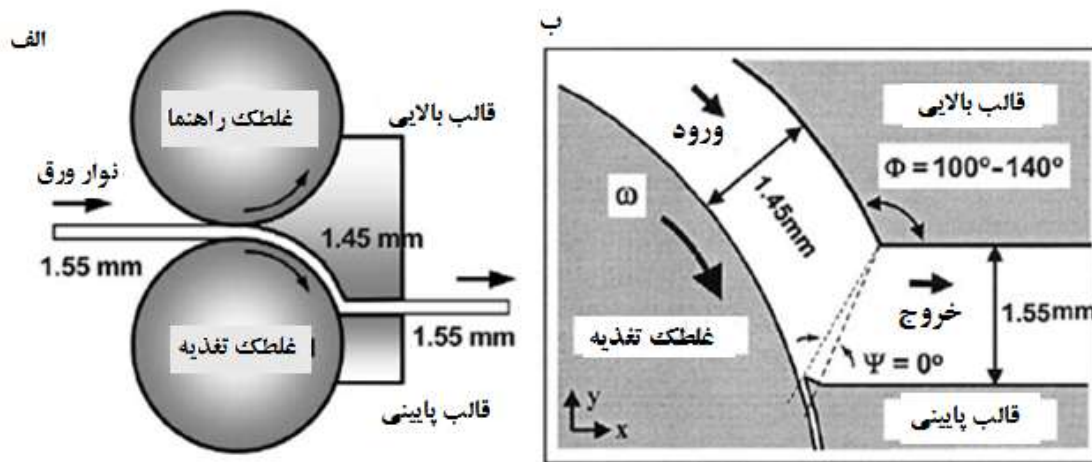 الف
غلطک راهنما
قالب بالایی
نوار ورق
1.45 mm
1.55 mm
1.55 mm
غلطک تغذیه
قالب پایینی
ب
قالب بالایی
ورود
Φ = 100°-140°
ω
1.45mm
خروج
1.55mm
غلطک تغذیه
Ψ = 0°
قالب پایینی
y
x